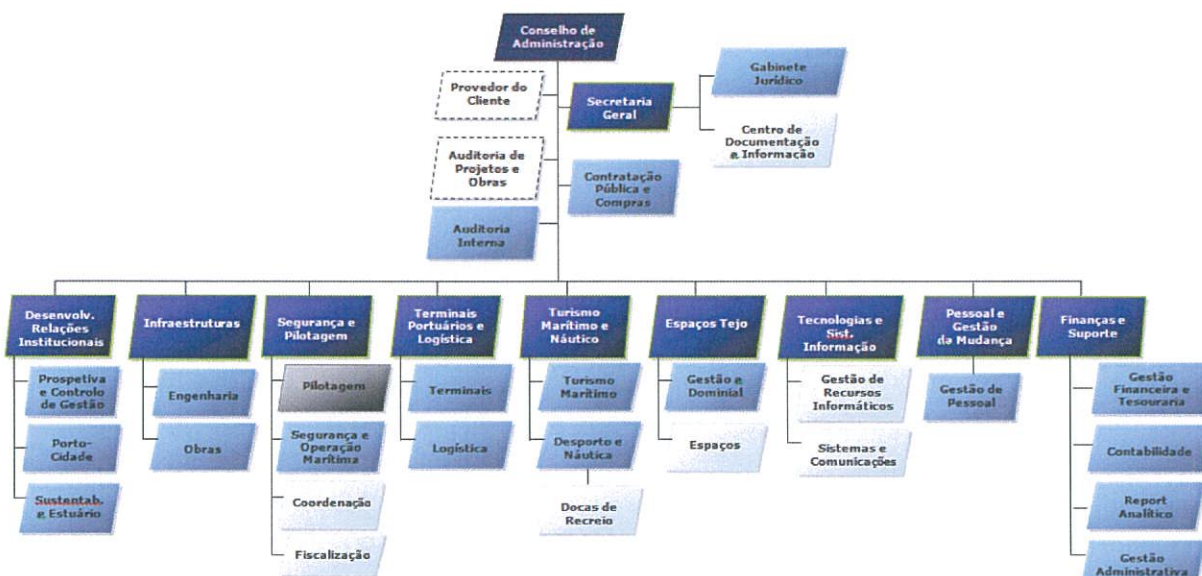 Conselho de
Administração
Provedor do
Cliente
Secretaria
Geral
Gabinete
Jurídico
Centro de
Documentação
e Informação
Auditoria de
Projetos e
Obras
Contratação
Pública e
Compras
Auditoria
Interna
Desenvolv.
Relações
Institucionais
Infraestruturas
Segurança e
Pilotagem
Terminais
Portuários e
Logística
Turismo
Marítimo e
Náutico
Espaços Tejo
Tecnologias e
Sist.
Informação
Pessoal e
Gestão
da Mudança
Finanças e
Suporte
Prospetiva
e Controlo
de Gestão
Engenharia
Pilotagem
Terminais
Turismo
Marítimo
Gestão e
Dominial
Gestão de
Recursos
Informáticos
Gestão de
Pessoal
Gestão
Financeira e
Tesouraria
Porto-
Cidade
Obras
Segurança e
Operação
Marítima
Logística
Desporto e
Náutica
Espaços
Sistemas e
Comunicações
Contabilidade
Sustentab.
e Estuário
Coordenação
Docas de
Recreio
Report
Analítico
Fiscalização
Gestão
Administrativa